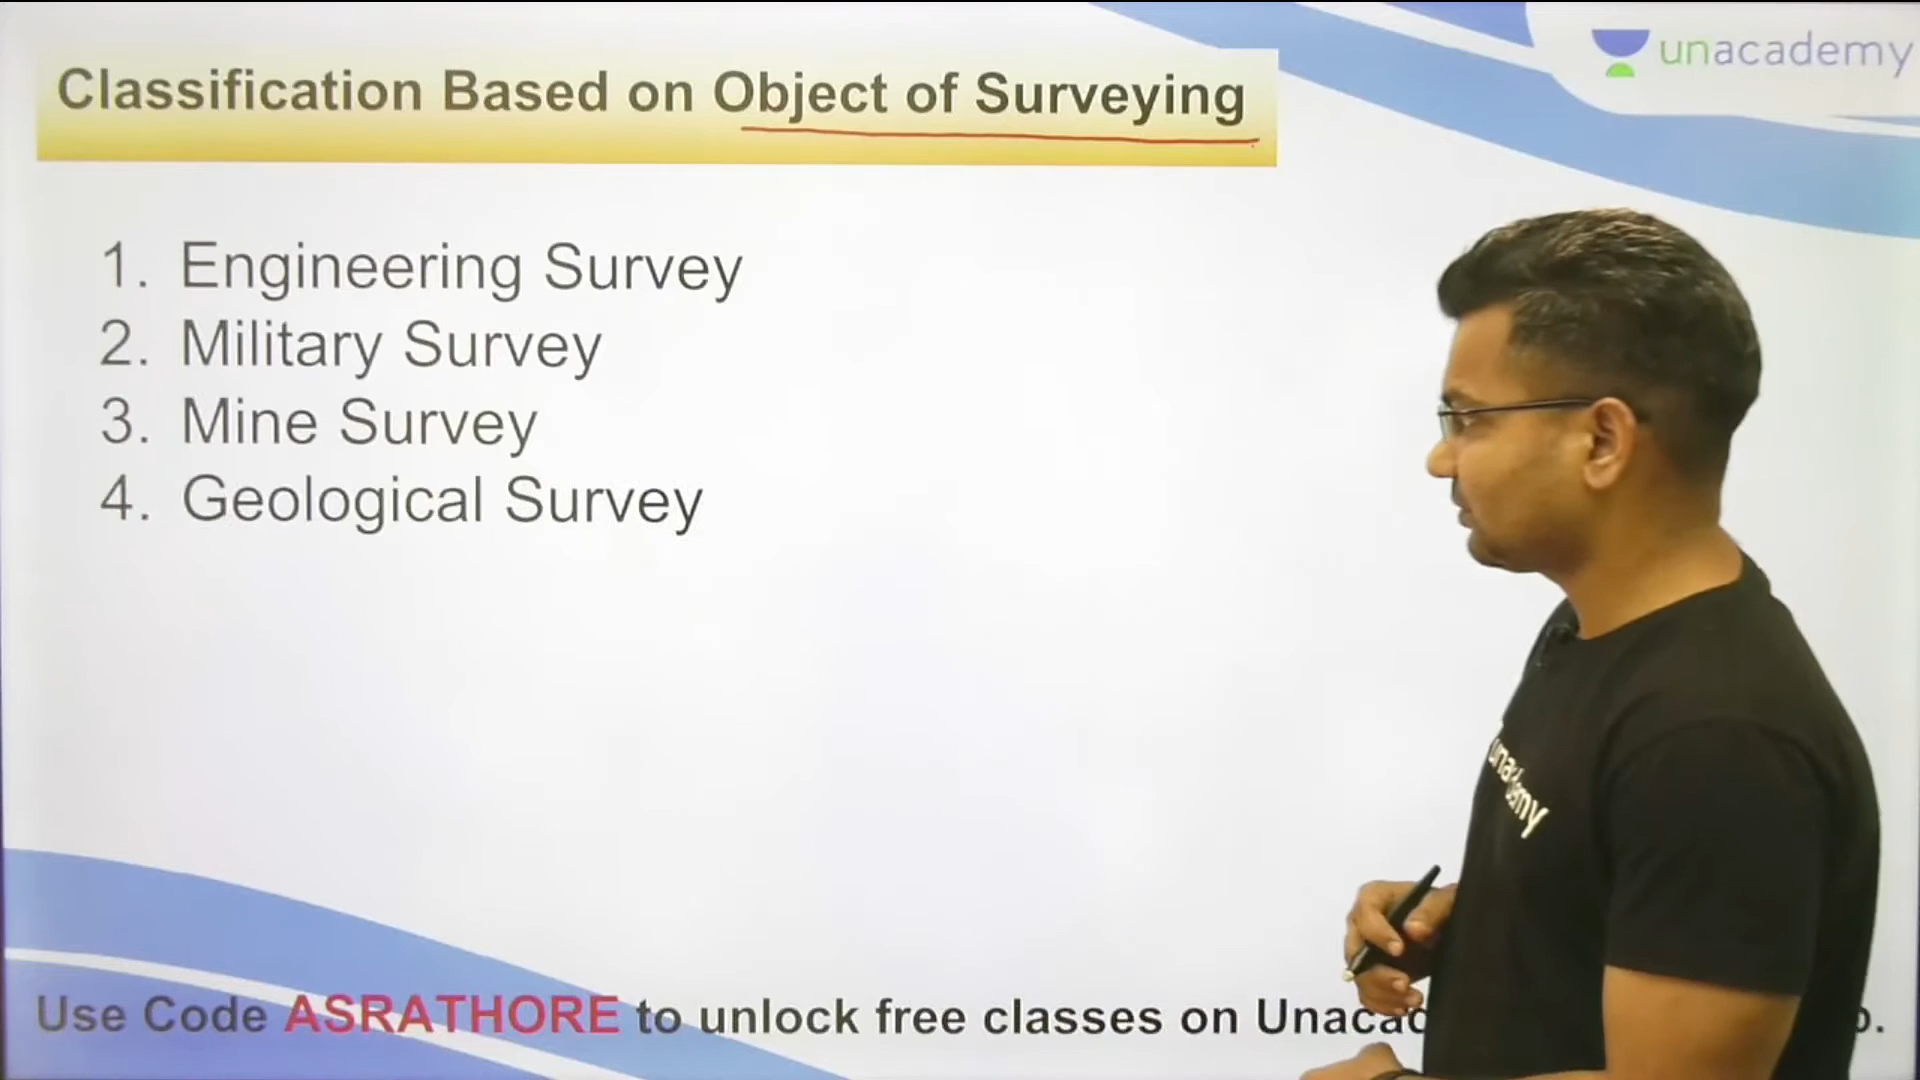 unacademy
Classification Based on Object of Surveying
1. Engineering Survey
2. Military Survey
3. Mine Survey
4. Geological Survey
unacademy
Use Code ASRATHORE to unlock free classes on Unacad